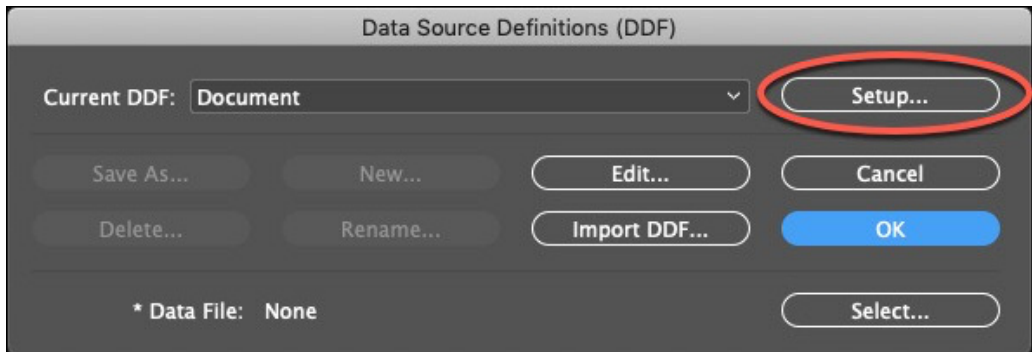 Data Source Definitions (DDF)
Current DDF: Document Setup...
Save As... New... Edit... Cancel
Delete... Rename... Import DDF... OK
* Data File: None Select...